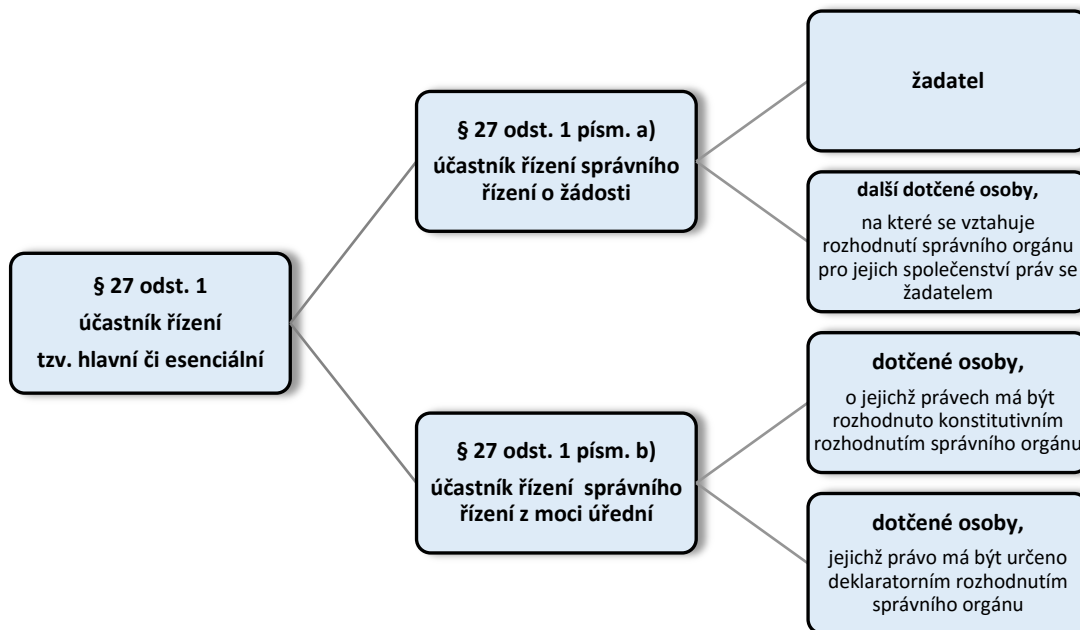 § 27 odst. 1
účastník řízení
tzv. hlavní či esenciální
§ 27 odst. 1 písm. a)
účastník řízení správního
řízení o žádosti
žadatel
další dotčené osoby,
na které se vztahuje
rozhodnutí správního orgánu
pro jejich společenství práv se
žadatelem
§ 27 odst. 1 písm. b)
účastník řízení správního
řízení z moci úřední
dotčené osoby,
o jejichž právech má být
rozhodnuto konstitutivním
rozhodnutím správního orgánu
dotčené osoby,
jejichž právo má být určeno
deklaratorním rozhodnutím
správního orgánu